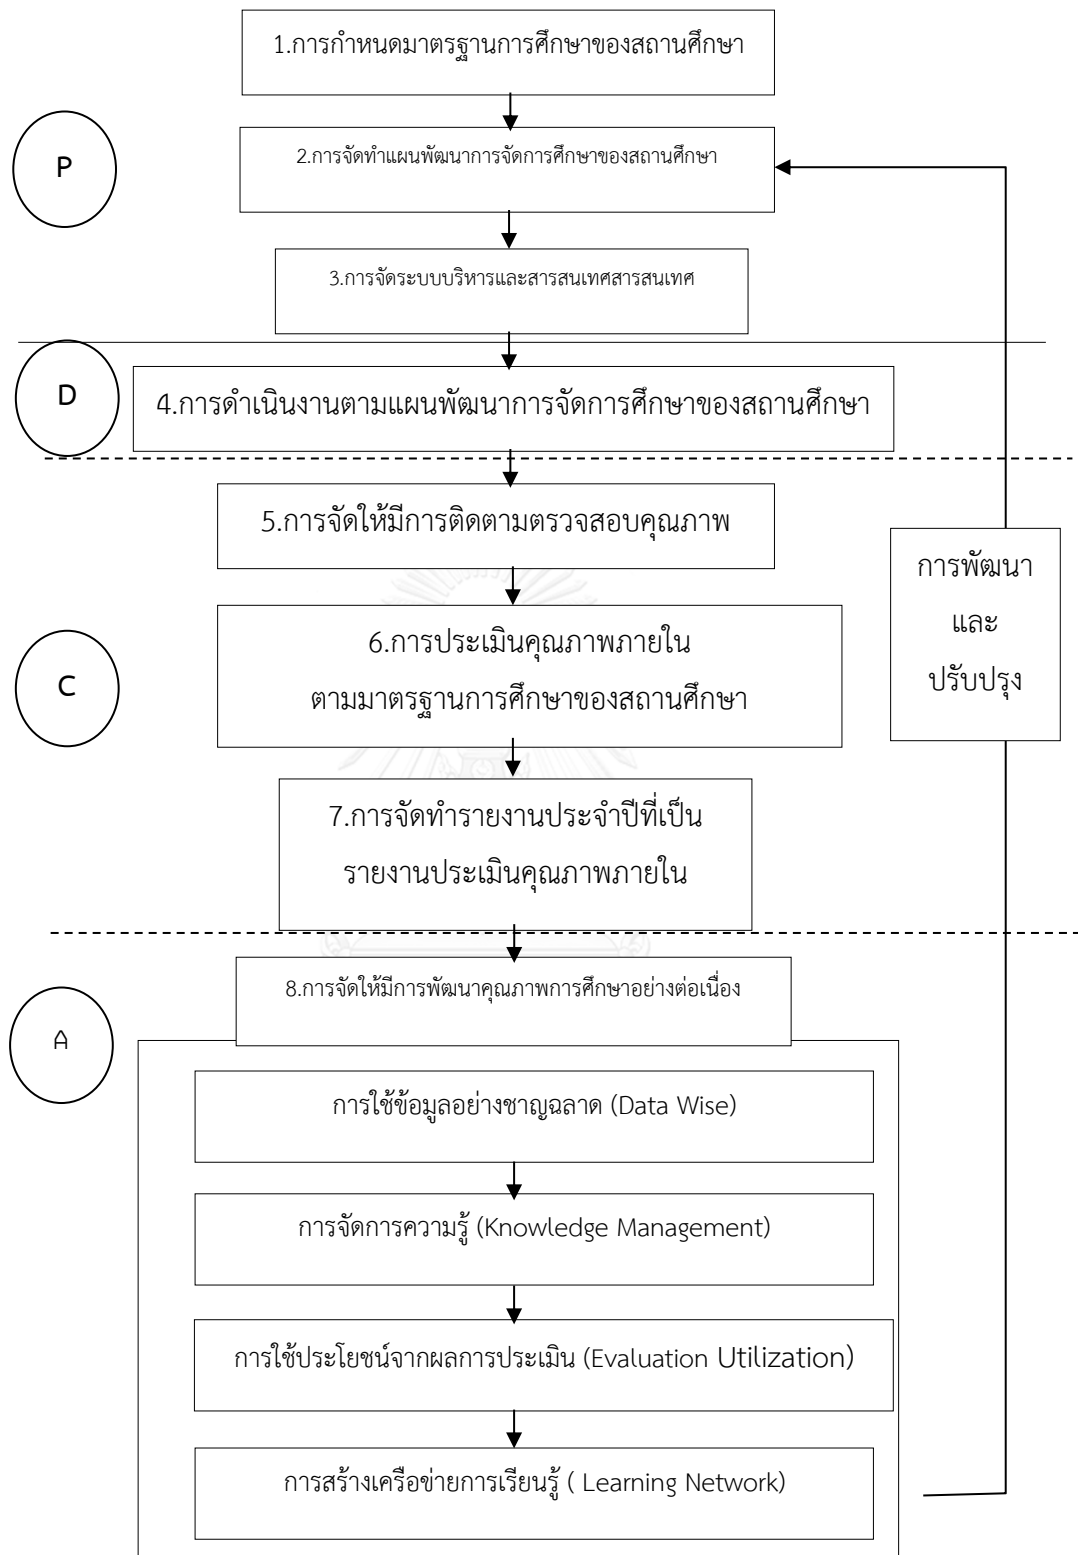 1.การกำหนดมาตรฐานการศึกษาของสถานศึกษา
P
2.การจัดทำแผนพัฒนาการจัดการศึกษาของสถานศึกษา
3.การจัดระบบบริหารและสารสนเทศสารสนเทศ
D
4.การดำเนินงานตามแผนพัฒนาการจัดการศึกษาของสถานศึกษา
5.การจัดให้มีการติดตามตรวจสอบคุณภาพ
การพัฒนา
และ
ปรับปรุง
C
6.การประเมินคุณภาพภายใน
ตามมาตรฐานการศึกษาของสถานศึกษา
7.การจัดทำรายงานประจำปีที่เป็น
รายงานประเมินคุณภาพภายใน
8.การจัดให้มีการพัฒนาคุณภาพการศึกษาอย่างต่อเนื่อง
A
การใช้ข้อมูลอย่างชาญฉลาด (Data Wise)
การจัดการความรู้ (Knowledge Management)
การใช้ประโยชน์จากผลการประเมิน (Evaluation Utilization)
การสร้างเครือข่ายการเรียนรู้ ( Learning Network)